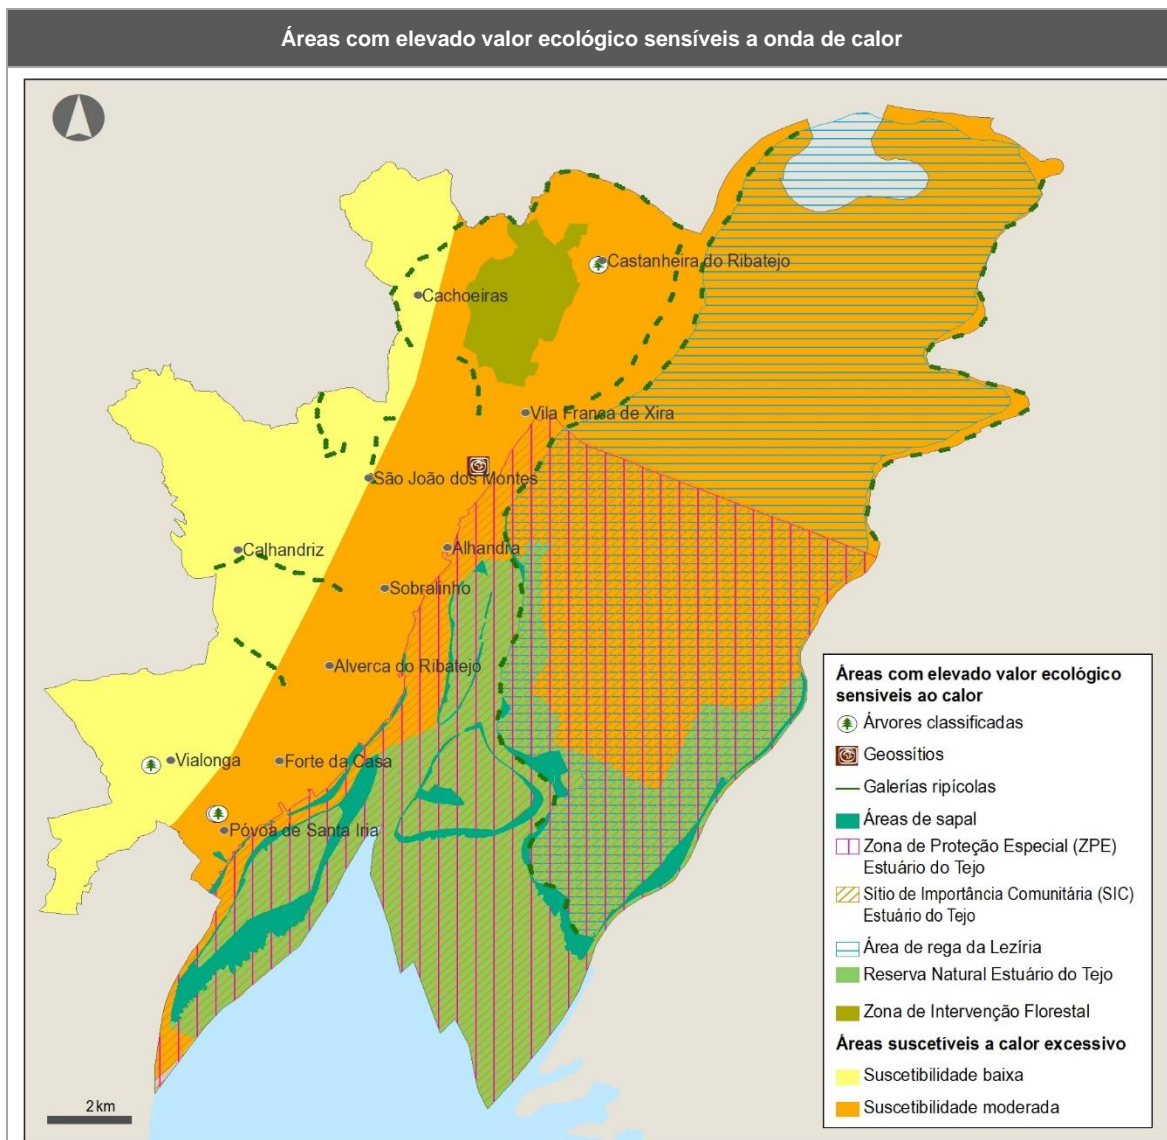 Áreas com elevado valor ecológico sensíveis a onda de calor
Castanheira do Ribatejo
Cachoeiras
Vila Franca de Xira
São João dos Montes
Calhandriz
Alhandra
Sobralinho
Alverca do Ribatejo
Vialonga
Forte da Casa
Póvoa de Santa Iria
2 km
Áreas com elevado valor ecológico
sensíveis ao calor
Árvores classificadas
Geossítios
Galerías ripícolas
Áreas de sapal
Zona de Proteção Especial (ZPE)
Estuário do Tejo
Sítio de Importância Comunitária (SIC)
Estuário do Tejo
Área de rega da Lezíria
Reserva Natural Estuário do Tejo
Zona de Intervenção Florestal
Áreas suscetíveis a calor excessivo
Suscetibilidade baixa
Suscetibilidade moderada